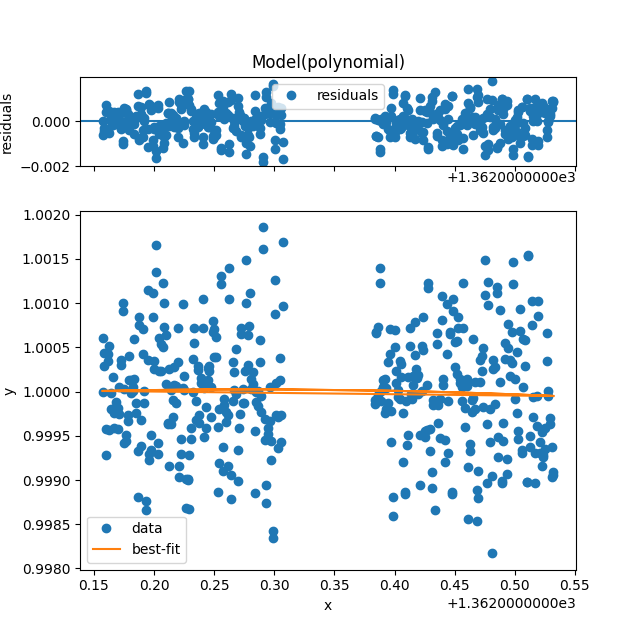 Model(polynomial)
residuals
0.000
−0.002
residuals
+1.3620000000e3
1.0020
1.0015
1.0010
1.0005
1.0000
0.9995
0.9990
0.9985
0.9980
y
data
best-fit
0.15 0.20 0.25 0.30 0.35 0.40 0.45 0.50 0.55
x
+1.3620000000e3